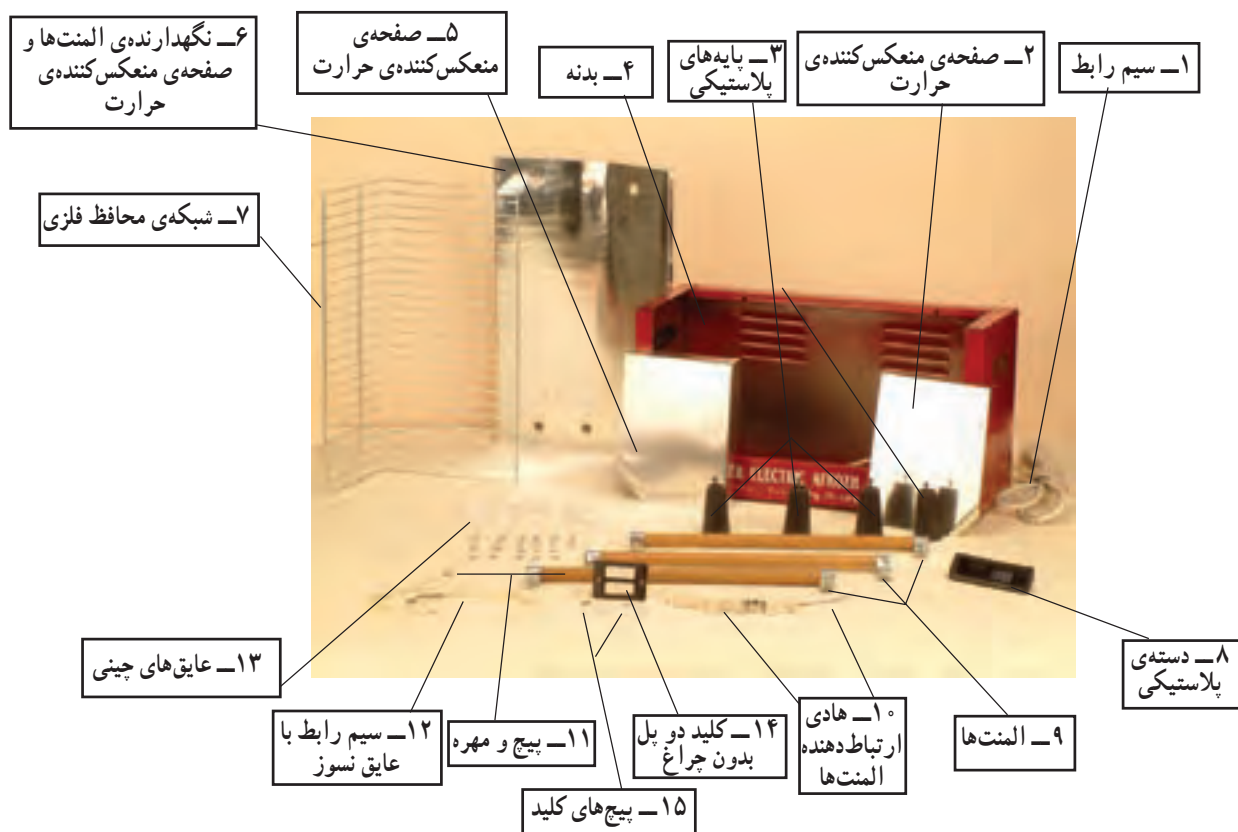 ۱ــ سیم رابط
۲ــ صفحه‌ی منعکس‌کننده‌ی
حرارت
۳ــ پایه‌های
پلاستیکی
۴ــ بدنه
۵ــ صفحه‌ی
منعکس‌کننده‌ی حرارت
۶ــ نگهدارنده‌ی المنت‌ها و
صفحه‌ی منعکس‌کننده‌ی
حرارت
۷ــ شبکه‌ی محافظ فلزی
ELECTRIC
۸ــ دسته‌ی
پلاستیکی
۹ــ المنت‌ها
۱۰ــ هادی
ارتباط‌دهنده
المنت‌ها
۱۴ــ کلید دو پل
بدون چراغ
۱۱ــ پیچ و مهره
۱۲ــ سیم رابط با
عایق نسوز
۱۳ــ عایق‌های چینی
۱۵ــ پیچ‌های کلید